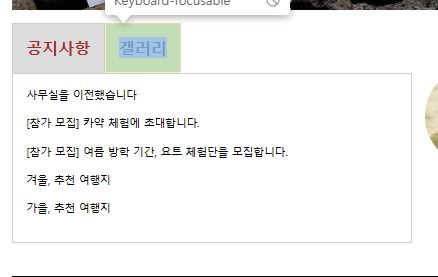 Keyboard-focusable
공지사항 갤러리
사무실을 이전했습니다
[참가 모집] 카약 체험에 초대합니다.
[참가 모집] 여름 방학 기간, 요트 체험단을 모집합니다.
겨울, 추천 여행지
가을, 추천 여행지